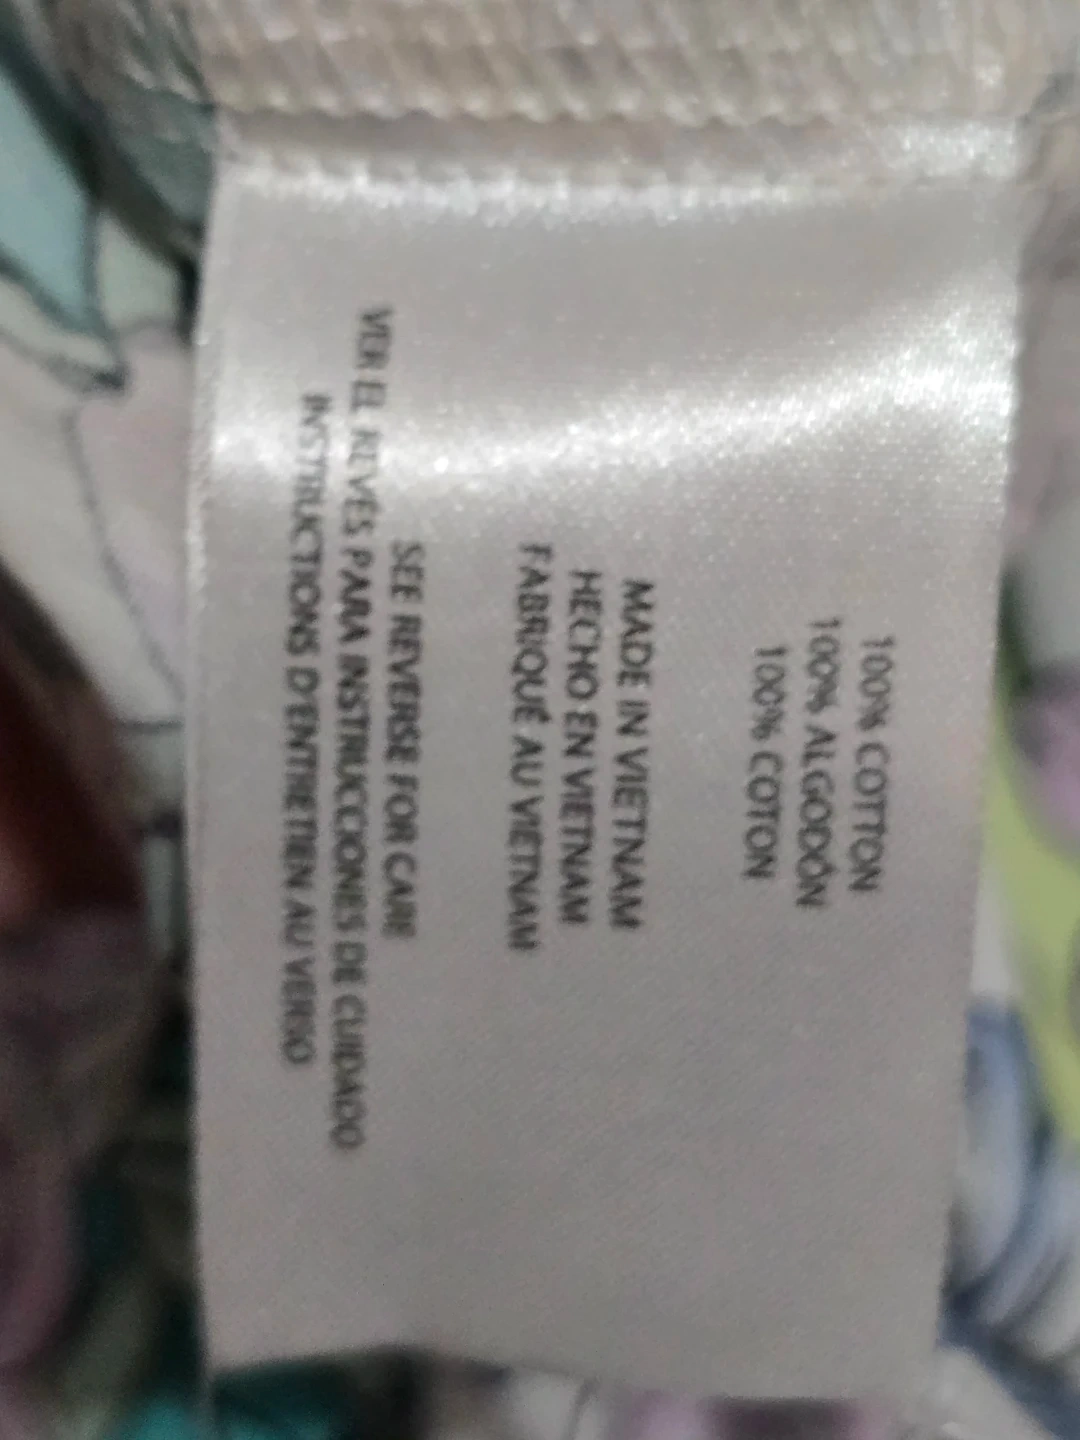 100% COTTON
100% ALGODÓN
100% COTON
MADE IN VIETNAM
HECHO EN VIETNAM
FABRIQUÉ AU VIETNAM
SEE REVERSE FOR CARE
VER EL REVÉS PARA INSTRUCCIONES DE CUIDADO
INSTRUCTIONS D'ENTRETIEN AU VERSO